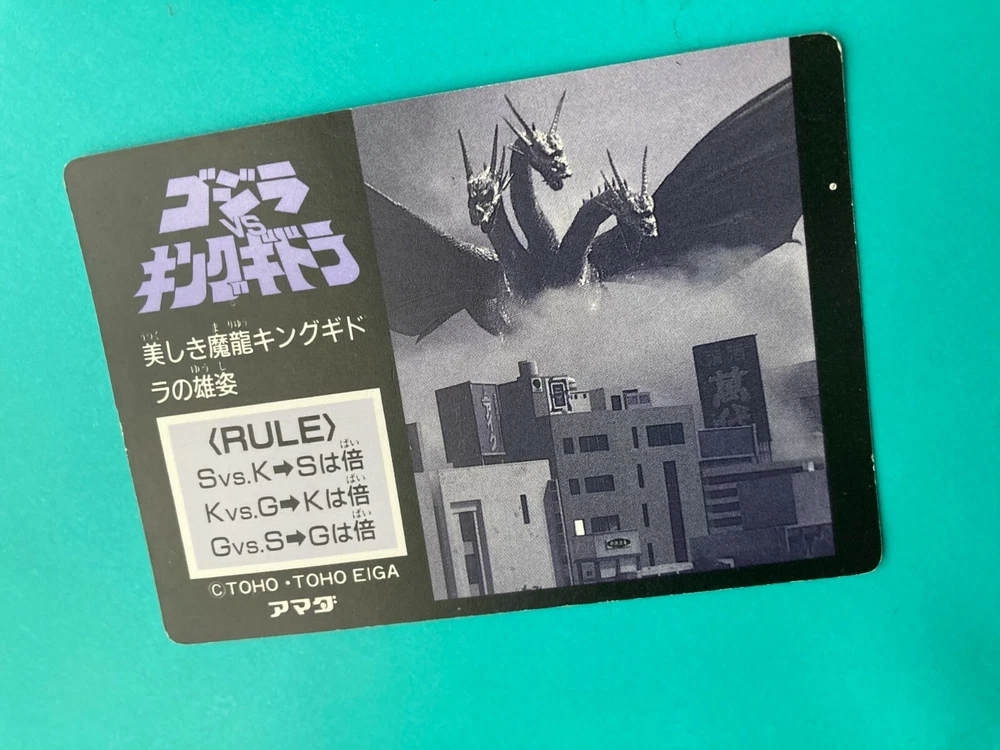 ゴジラ
VS
キングギドラ
美しき魔龍キングギド
ラの雄姿
〈RULE〉
Svs.K➡Sは倍
Kvs.G➡Kは倍
Gvs.S➡Gは倍
©TOHO・TOHO EIGA
アマダ